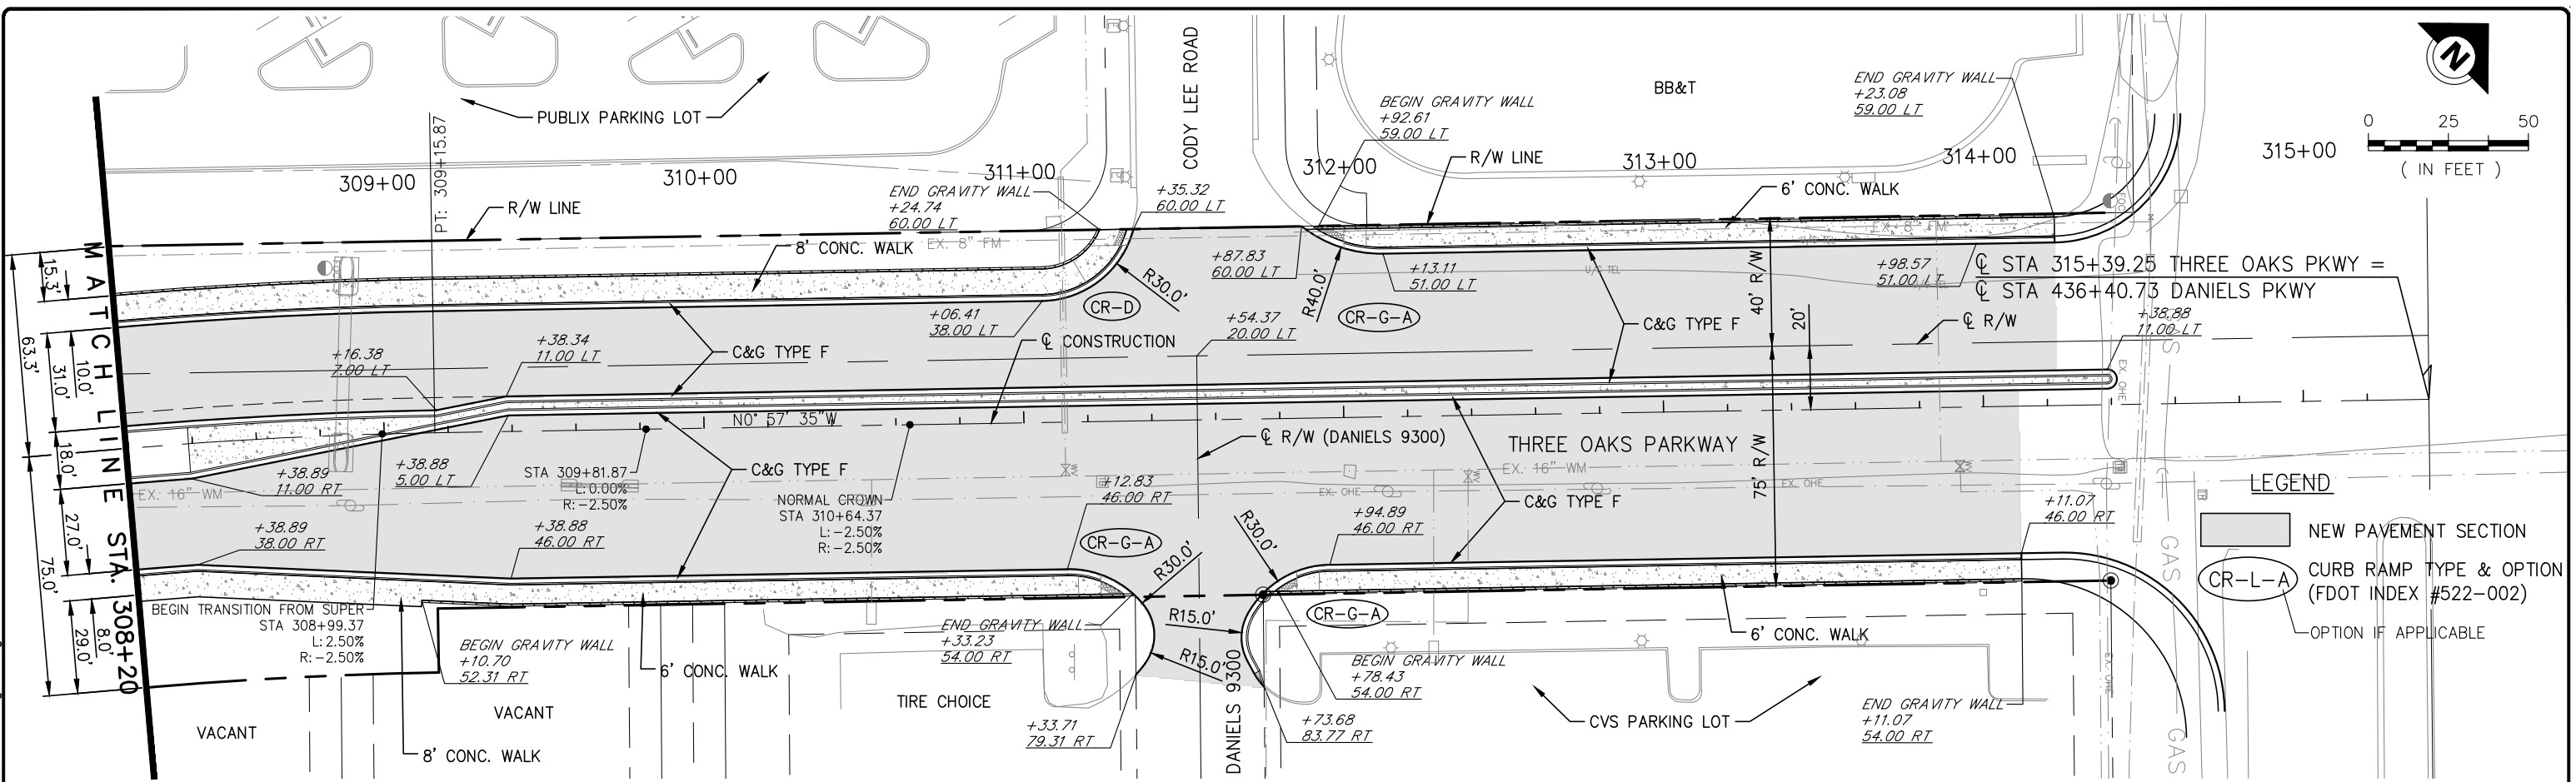 PUBLIX PARKING LOT
CODY LEE ROAD
BB&T
END GRAVITY WALL
+23.08
59.00 LT
BEGIN GRAVITY WALL
+92.61
59.00 LT
N
0 25 50
( IN FEET )
309+00
310+00
311+00
312+00
313+00
314+00
315+00
PT: 309+15.87
R/W LINE
END GRAVITY WALL
+24.74
60.00 LT
+35.32
60.00 LT
R/W LINE
6' CONC. WALK
8' CONC. WALK
EX. 8" FM
EX. 8" FM
U/G TEL
U/G TEL
+87.83
60.00 LT
R30.0'
R40.0'
CR-D
CR-G-A
+13.11
51.00 LT
+98.57
51.00 LT
40' R/W
20'
75' R/W
℄ STA 315+39.25 THREE OAKS PKWY =
℄ STA 436+40.73 DANIELS PKWY
+38.88
11.00 LT
℄ R/W
MATCH LINE STA. 308+20
15.3'
63.3'
31.0'
10.0'
18.0'
27.0'
75.0'
8.0'
29.0'
+16.38
7.00 LT
+38.34
11.00 LT
C&G TYPE F
+06.41
38.00 LT
℄ CONSTRUCTION
+54.37
20.00 LT
C&G TYPE F
N0° 57' 35"W
℄ R/W (DANIELS 9300)
THREE OAKS PARKWAY
+38.89
11.00 RT
+38.88
5.00 LT
STA 309+81.87
L: 0.00%
R: -2.50%
C&G TYPE F
NORMAL CROWN
STA 310+64.37
L: -2.50%
R: -2.50%
+12.83
46.00 RT
EX. 16" WM
EX. 16" WM
EX. OHE
EX. OHE
EX. OHE
EX. OHE
C&G TYPE F
+94.89
46.00 RT
+11.07
46.00 RT
+38.89
38.00 RT
+38.88
46.00 RT
CR-G-A
R30.0'
R30.0'
R15.0'
R15.0'
CR-G-A
GAS
GAS
GAS
LEGEND
NEW PAVEMENT SECTION
CR-L-A
CURB RAMP TYPE & OPTION
(FDOT INDEX #522-002)
OPTION IF APPLICABLE
BEGIN TRANSITION FROM SUPER
STA 308+99.37
L: 2.50%
R: -2.50%
BEGIN GRAVITY WALL
+10.70
52.31 RT
6' CONC. WALK
END GRAVITY WALL
+33.23
54.00 RT
BEGIN GRAVITY WALL
+78.43
54.00 RT
6' CONC. WALK
VACANT
VACANT
8' CONC. WALK
TIRE CHOICE
+33.71
79.31 RT
DANIELS 9300
+73.68
83.77 RT
CVS PARKING LOT
END GRAVITY WALL
+11.07
54.00 RT